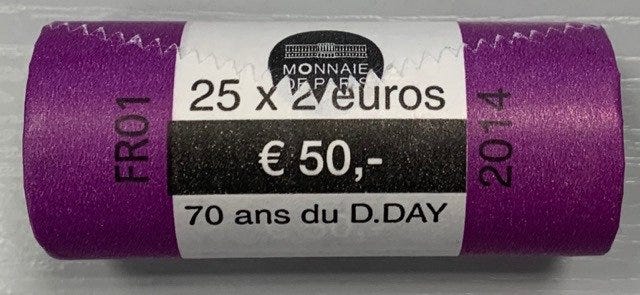 MONNAIE
DE PARIS
25 x 2 euros
€ 50,-
70 ans du D.DAY
FR01
2014